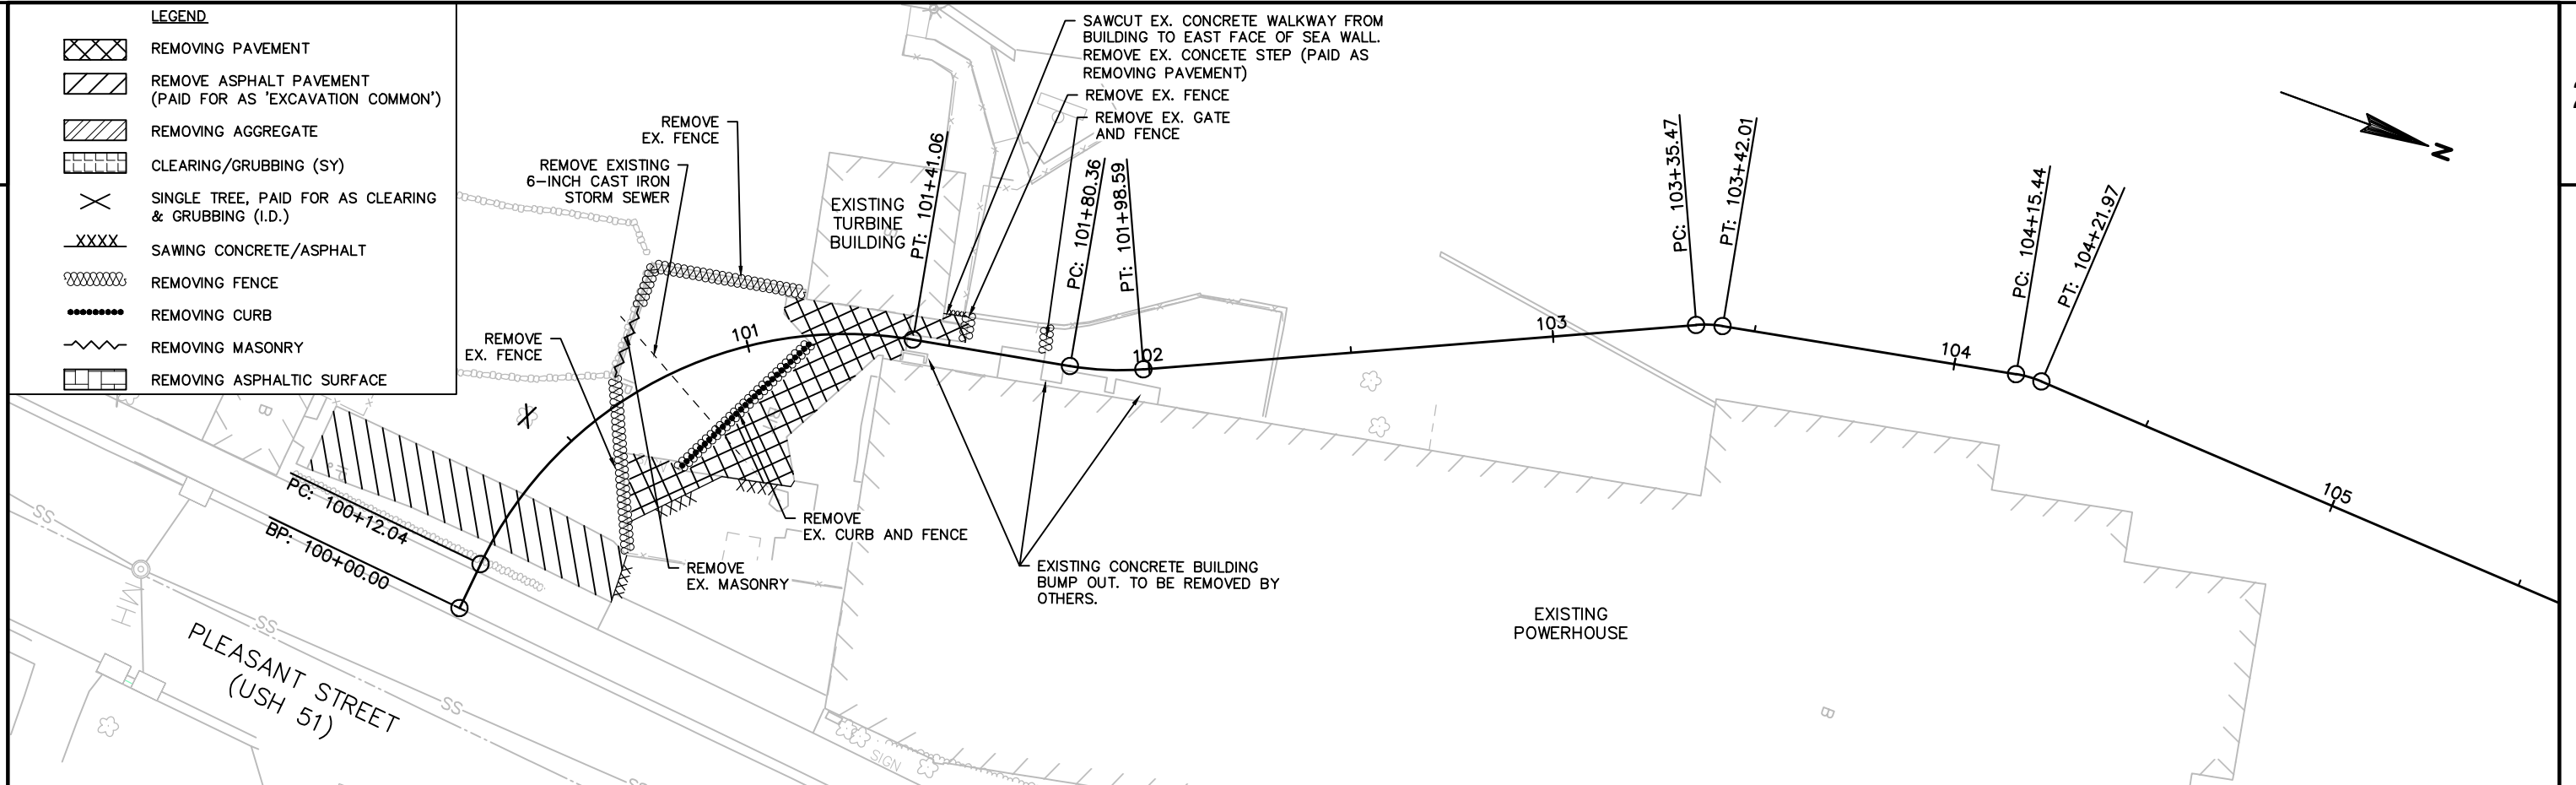 LEGEND
REMOVING PAVEMENT
REMOVE ASPHALT PAVEMENT
(PAID FOR AS 'EXCAVATION COMMON')
REMOVING AGGREGATE
CLEARING/GRUBBING (SY)
SINGLE TREE, PAID FOR AS CLEARING
& GRUBBING (I.D.)
XXXX
SAWING CONCRETE/ASPHALT
REMOVING FENCE
REMOVING CURB
REMOVING MASONRY
REMOVING ASPHALTIC SURFACE
SAWCUT EX. CONCRETE WALKWAY FROM
BUILDING TO EAST FACE OF SEA WALL.
REMOVE EX. CONCETE STEP (PAID AS
REMOVING PAVEMENT)
REMOVE EX. FENCE
REMOVE EX. GATE
AND FENCE
REMOVE
EX. FENCE
REMOVE EXISTING
6-INCH CAST IRON
STORM SEWER
EXISTING
TURBINE
BUILDING
PT: 101+41.06
PC: 101+80.36
PT: 101+98.59
PC: 103+35.47
PT: 103+42.01
PC: 104+15.44
PT: 104+21.97
N
REMOVE
EX. FENCE
101
102
103
104
105
PC: 100+12.04
BP: 100+00.00
REMOVE
EX. CURB AND FENCE
REMOVE
EX. MASONRY
EXISTING CONCRETE BUILDING
BUMP OUT. TO BE REMOVED BY
OTHERS.
EXISTING
POWERHOUSE
PLEASANT STREET
(USH 51)
SS
SS
SS
SIGN